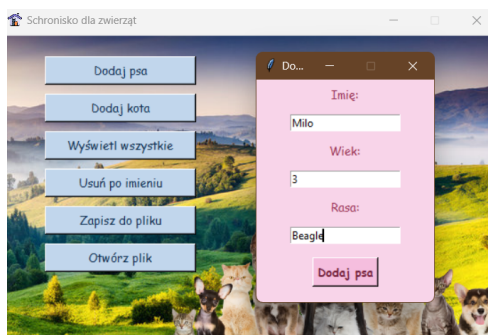 Schronisko dla zwierząt
Dodaj psa
Dodaj kota
Wyświetl wszystkie
Usuń po imieniu
Zapisz do pliku
Otwórz plik
Do...
Imię:
Milo
Wiek:
3
Rasa:
Beagle
Dodaj psa